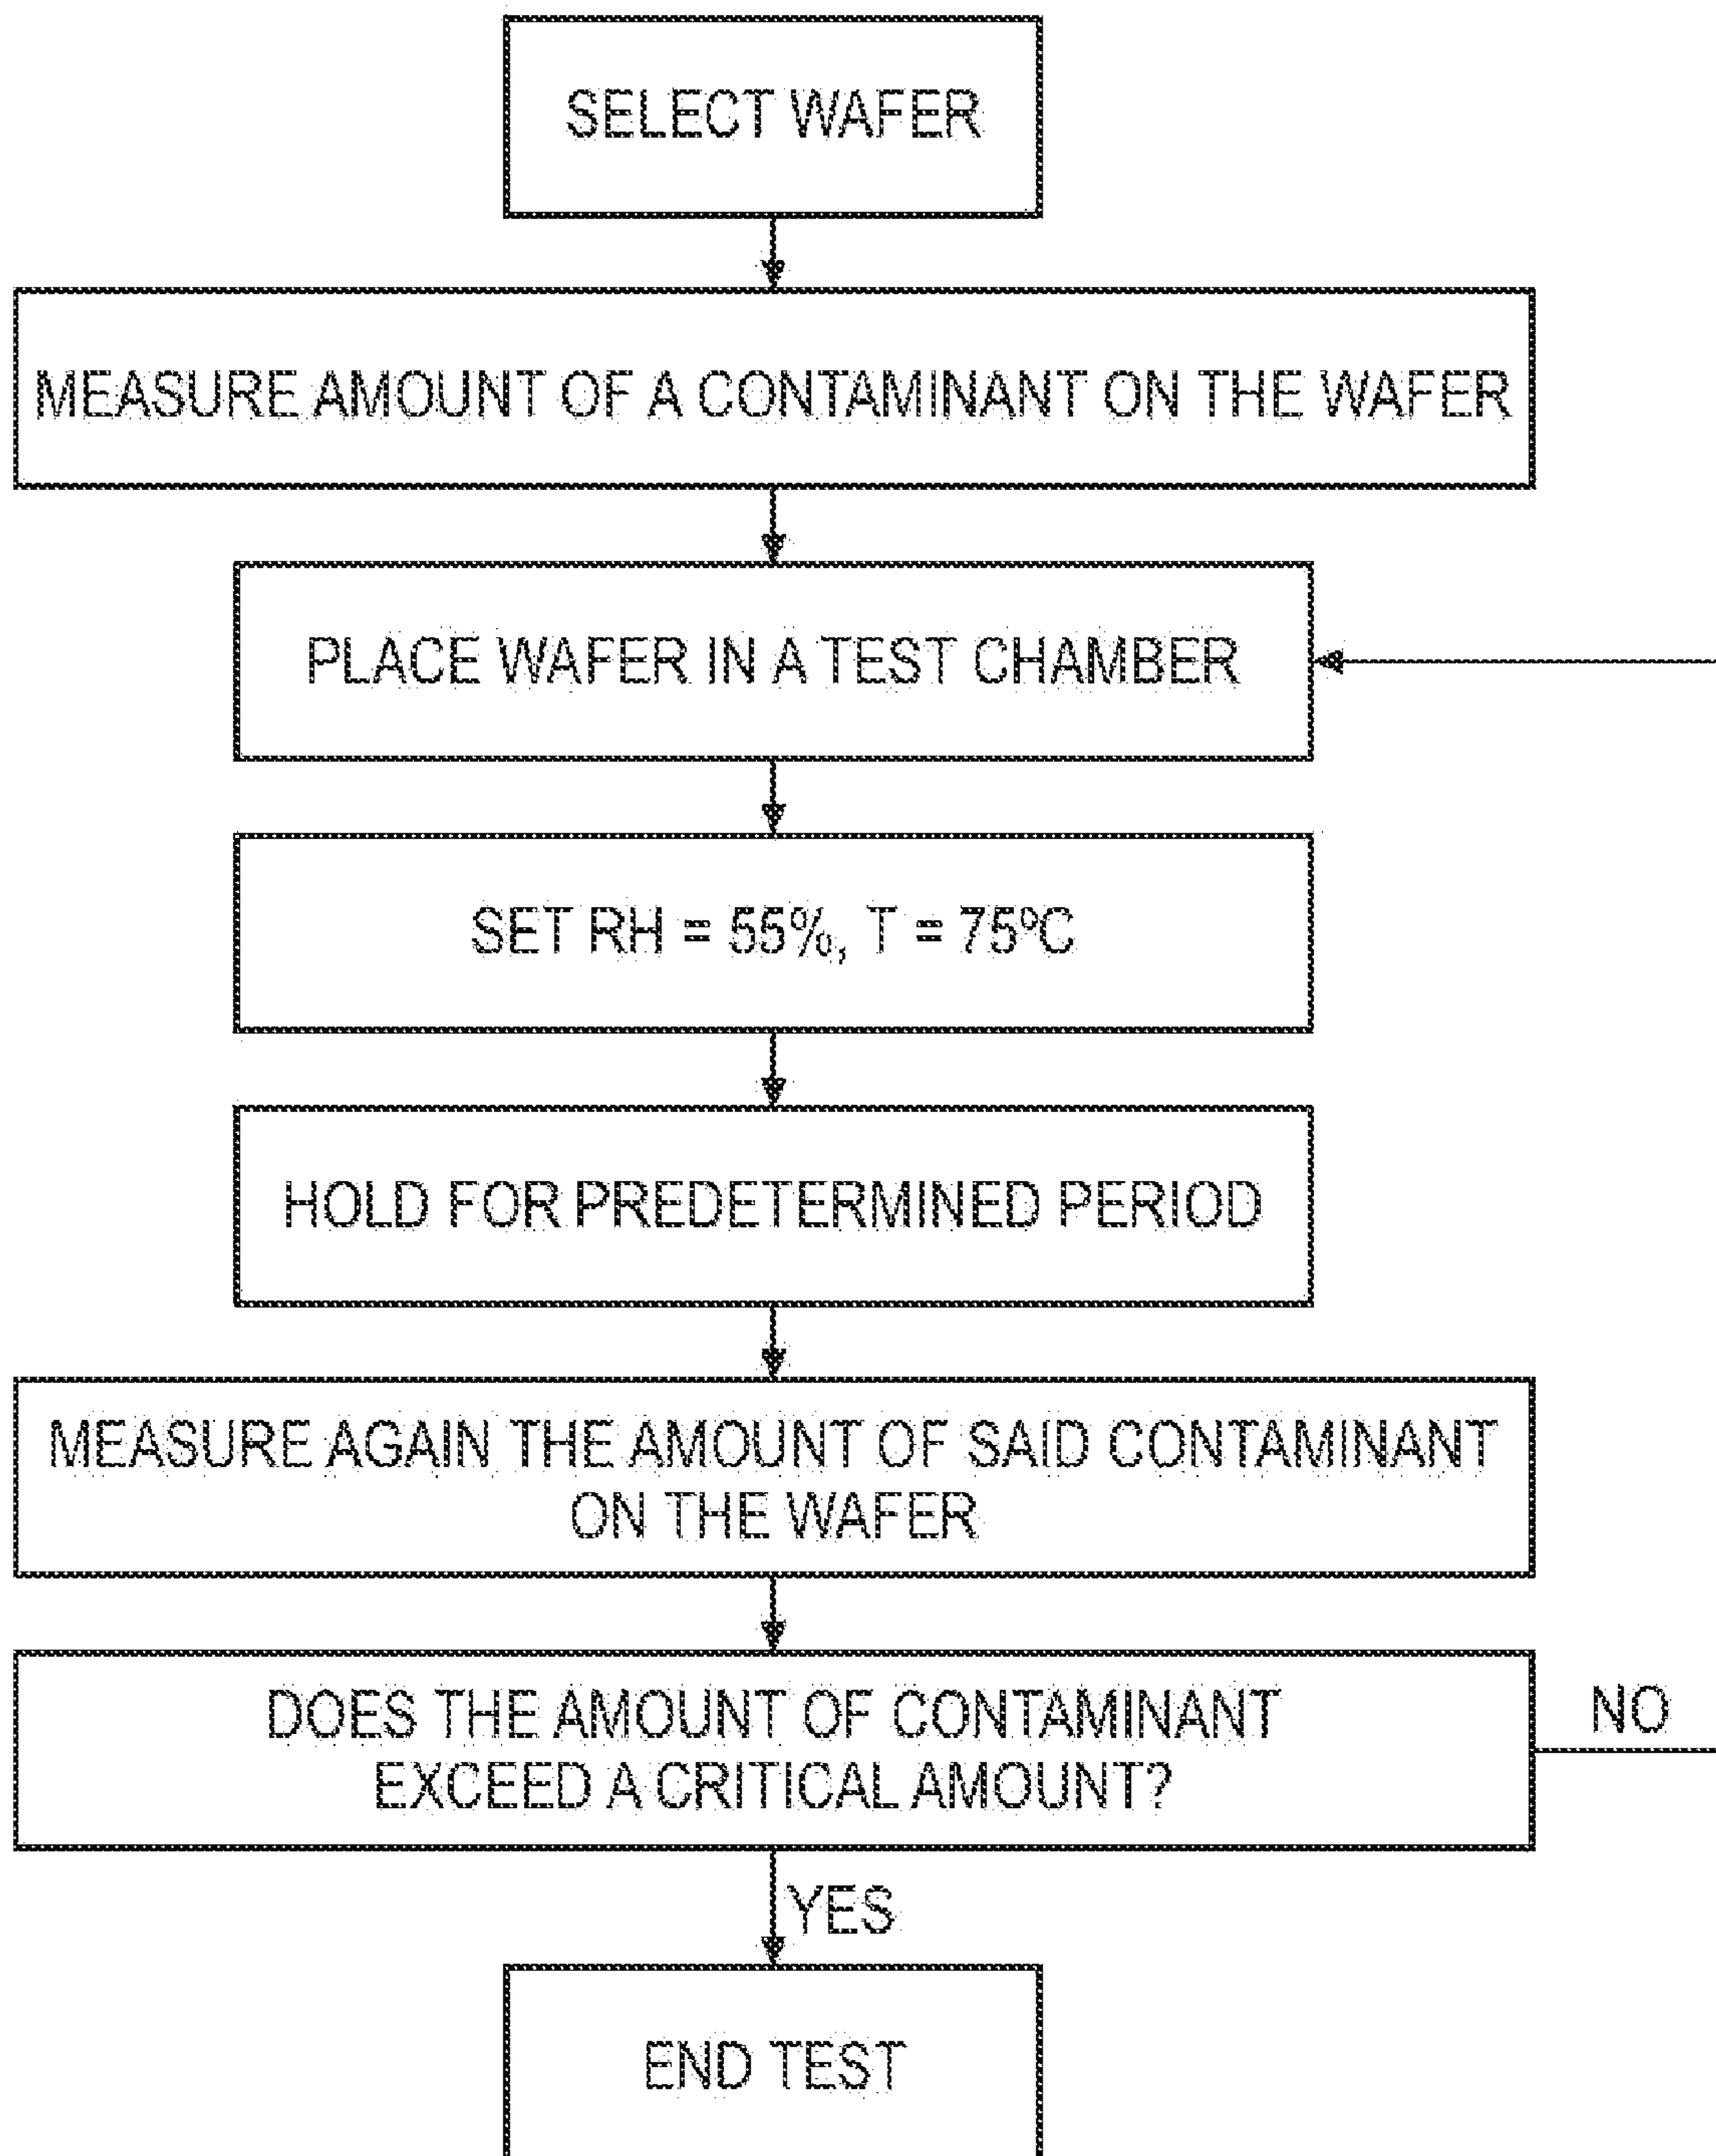 SELECT WAFER
MEASURE AMOUNT OF A CONTAMINANT ON THE WAFER
PLACE WAFER IN A TEST CHAMBER
SET RH = 55%, T = 75ºC
HOLD FOR PREDETERMINED PERIOD
MEASURE AGAIN THE AMOUNT OF SAID CONTAMINANT
ON THE WAFER
DOES THE AMOUNT OF CONTAMINANT
EXCEED A CRITICAL AMOUNT?
NO
YES
END TEST